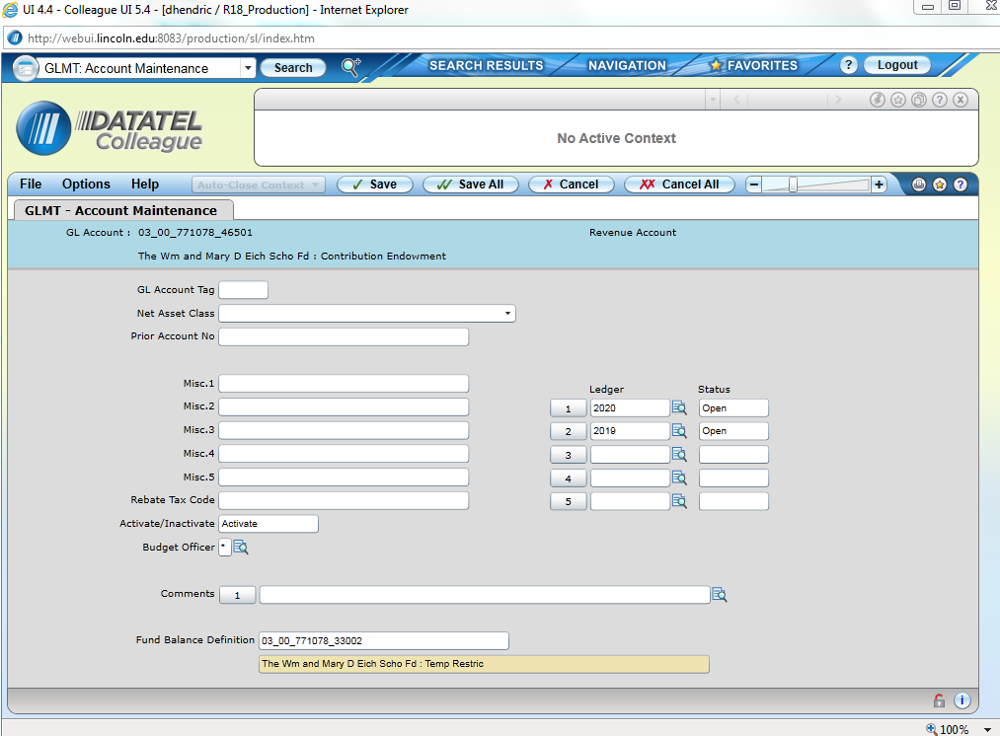 UI 4.4 - Colleague UI 5.4 - [dhendric / R18_Production] - Internet Explorer
http://webui.lincoln.edu:8083/production/sl/index.htm
GLMT: Account Maintenance Search SEARCH RESULTS NAVIGATION FAVORITES ? Logout
DATATEL
Colleague
No Active Context
File Options Help Auto-Close Context Save Save All Cancel Cancel All
GLMT - Account Maintenance
GL Account : 03_00_771078_46501 Revenue Account
The Wm and Mary D Eich Scho Fd : Contribution Endowment
GL Account Tag
Net Asset Class
Prior Account No
Misc.1
Ledger Status
Misc.2 1 2020 Open
Misc.3 2 2019 Open
Misc.4 3
Misc.5 4
Rebate Tax Code 5
Activate/Inactivate Activate
Budget Officer *
Comments 1
Fund Balance Definition 03_00_771078_33002
The Wm and Mary D Eich Scho Fd : Temp Restric
100%